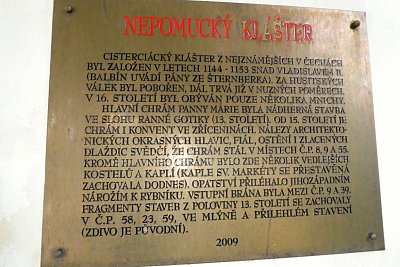 NEPOMUCKÝ KLÁŠTER
CISTERCIÁCKÝ KLÁŠTER Z NEJZNÁMĚJŠÍCH V ČECHÁCH
BYL ZALOŽEN V LETECH 1144 - 1153 SNAD VLADISLAVEM II.
(BALBÍN UVÁDÍ PÁNY ZE ŠTERNBERKA). ZA HUSITSKÝCH
VÁLEK BYL POBOŘEN, DÁL TRVÁ JIŽ V NUZNÝCH POMĚRECH.
V 16. STOLETÍ BYL OBÝVÁN POUZE NĚKOLIKA MNICHY.
HLAVNÍ CHRÁM PANNY MARIE BYLA NÁDHERNÁ STAVBA
VE SLOHU RANNÉ GOTIKY (13. STOLETÍ). OD 15. STOLETÍ JE
CHRÁM I KONVENT VE ZŘÍCENINÁCH. NÁLEZY ARCHITEKTO-
NICKÝCH OKRASNÝCH HLAVIC, FIÁL, OSTĚNÍ I ZLACENÝCH
DLAŽDIC SVĚDČÍ, ŽE CHRÁM STÁL V MÍSTECH Č.P. 8, 9 A 55.
KROMĚ HLAVNÍHO CHRÁMU BYLO ZDE NĚKOLIK VEDLEJŠÍCH
KOSTELŮ A KAPLÍ (KAPLE SV. MARKÉTY SE PŘESTAVĚNÁ
ZACHOVALA DODNES). OPATSTVÍ PŘILÉHALO JIHOZÁPADNÍM
NÁROŽÍM K RYBNÍKU. VSTUPNÍ BRÁNA BYLA MEZI Č.P. 9 A 39.
FRAGMENTY STAVEB Z POLOVINY 13. STOLETÍ SE ZACHOVALY
V Č.P. 58, 23, 59, VE MLÝNĚ A PŘILEHLÉM STAVENÍ
(ZDIVO JE PŮVODNÍ).
2009